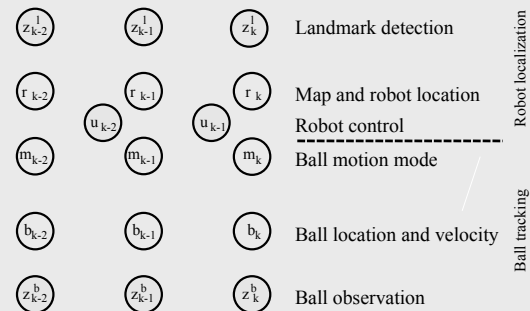 z^l_{k-2} z^l_{k-1} z^l_k Landmark detection
r_{k-2} r_{k-1} r_k Map and robot location
u_{k-2} u_{k-1} Robot control
m_{k-2} m_{k-1} m_k Ball motion mode
b_{k-2} b_{k-1} b_k Ball location and velocity
z^b_{k-2} z^b_{k-1} z^b_k Ball observation
Robot localization
Ball tracking